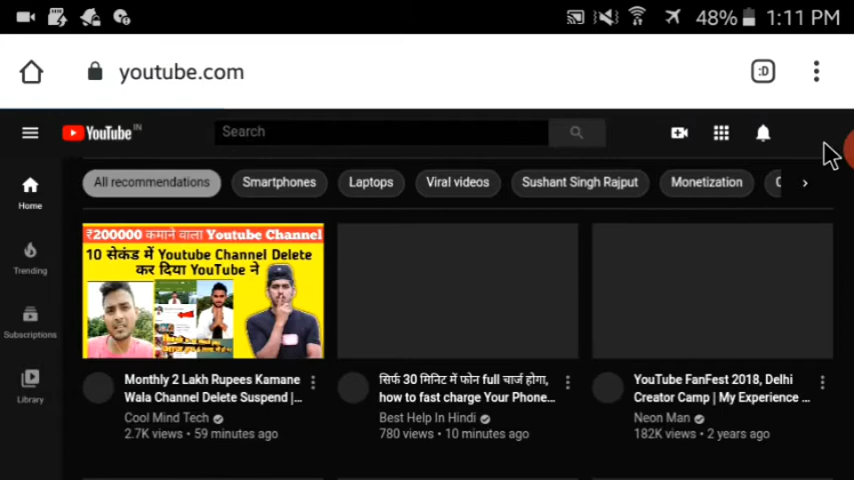 48% 1:11 PM
youtube.com :D
YouTube IN
Search
All recommendations Smartphones Laptops Viral videos Sushant Singh Rajput Monetization
Home
Trending
Subscriptions
Library
₹200000 कमाने वाला Youtube Channel
10 सेकंड में Youtube Channel Delete
कर दिया YouTube ने
Monthly 2 Lakh Rupees Kamane
Wala Channel Delete Suspend |...
Cool Mind Tech
2.7K views • 59 minutes ago
सिर्फ 30 मिनिट में फोन full चार्ज होगा,
how to fast charge Your Phone...
Best Help In Hindi
780 views • 10 minutes ago
YouTube FanFest 2018, Delhi
Creator Camp | My Experience ...
Neon Man
182K views • 2 years ago